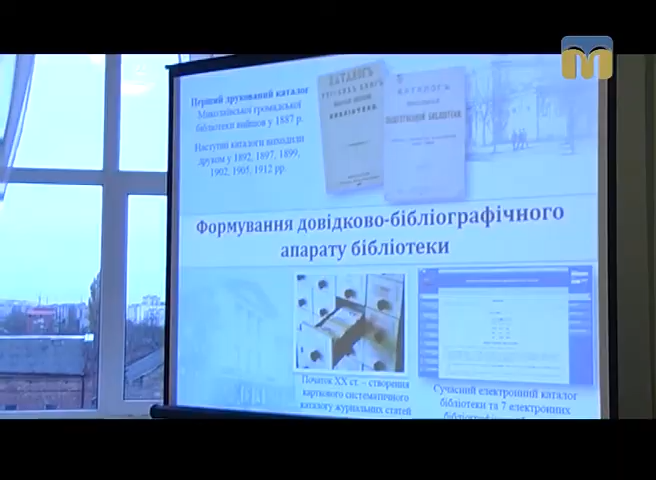 Перший друкований каталог
Миколаївської громадської
бібліотеки вийшов у 1887 р.
Наступні каталоги виходили
друком у 1892, 1897, 1899,
1902, 1905, 1912 рр.
КАТАЛОГЪ
БИБЛІОТЕКИ.
КАТАЛОГЪ
БИБЛІОТЕКИ
Формування довідково-бібліографічного
апарату бібліотеки
Початок ХХ ст. – створення
карткового систематичного
каталогу журнальних статей
Сучасний електронний каталог
бібліотеки та 7 електронних